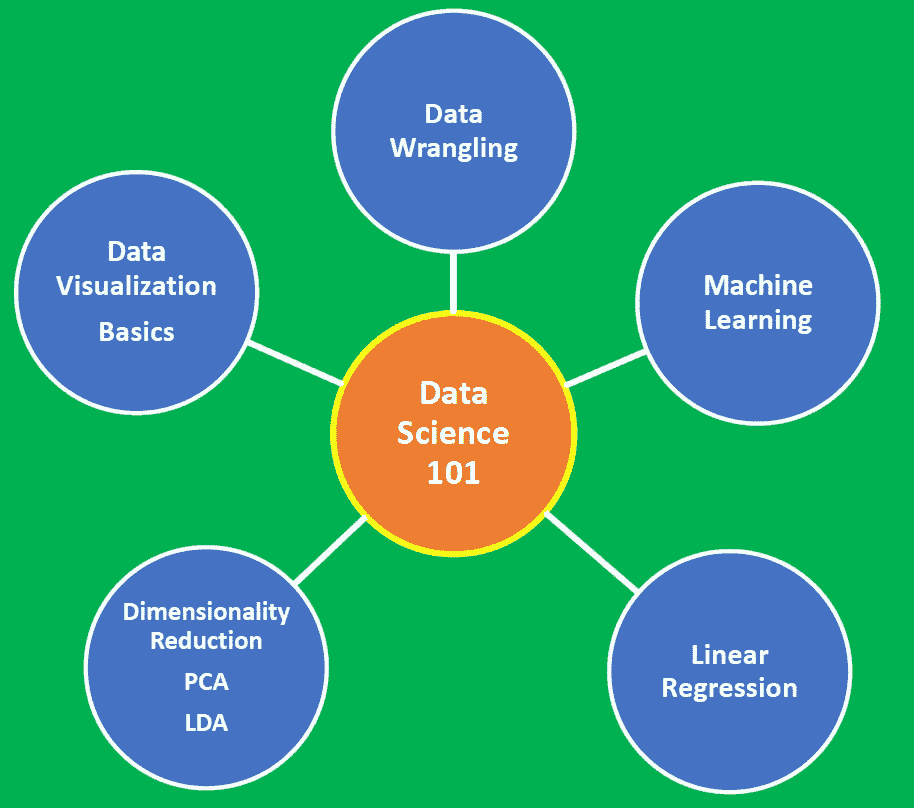 Data
Wrangling
Data
Visualization
Basics
Machine
Learning
Data
Science
101
Dimensionality
Reduction
PCA
LDA
Linear
Regression